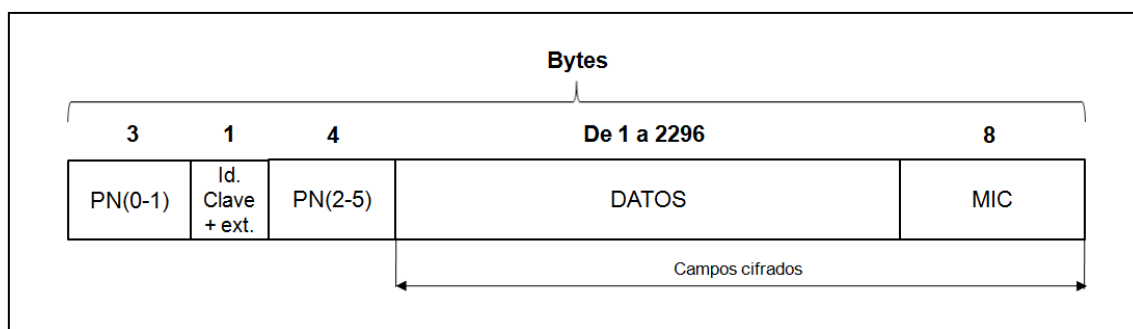 Bytes
3 1 4 De 1 a 2296 8
PN(0-1)
Id.
Clave
+ ext.
PN(2-5)
DATOS
MIC
Campos cifrados